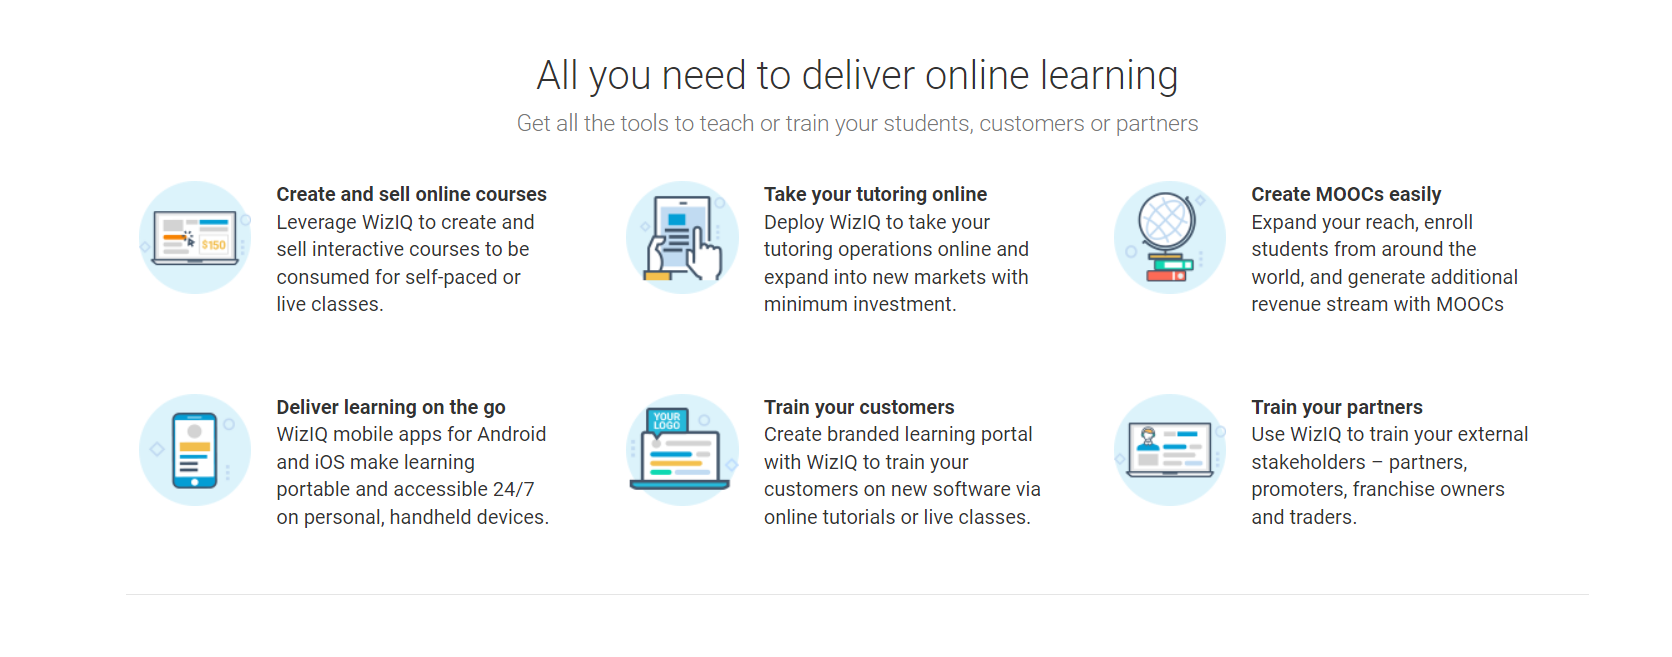 All you need to deliver online learning
Get all the tools to teach or train your students, customers or partners
$150
Create and sell online courses
Leverage WizIQ to create and
sell interactive courses to be
consumed for self-paced or
live classes.
Take your tutoring online
Deploy WizIQ to take your
tutoring operations online and
expand into new markets with
minimum investment.
Create MOOCs easily
Expand your reach, enroll
students from around the
world, and generate additional
revenue stream with MOOCs
Deliver learning on the go
WizIQ mobile apps for Android
and iOS make learning
portable and accessible 24/7
on personal, handheld devices.
YOUR
LOGO
Train your customers
Create branded learning portal
with WizIQ to train your
customers on new software via
online tutorials or live classes.
Train your partners
Use WizIQ to train your external
stakeholders – partners,
promoters, franchise owners
and traders.